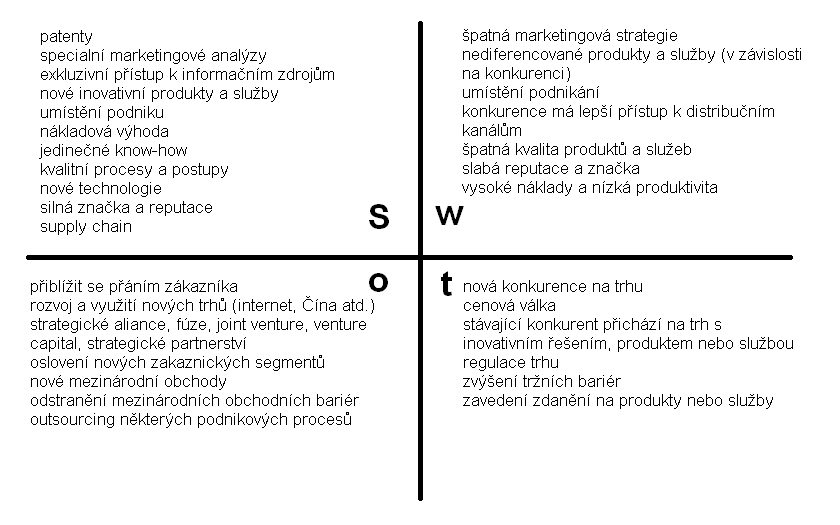 patenty
specialní marketingové analýzy
exkluzivní přístup k informačním zdrojům
nové inovativní produkty a služby
umístění podniku
nákladová výhoda
jedinečné know-how
kvalitní procesy a postupy
nové technologie
silná značka a reputace
supply chain
S
špatná marketingová strategie
nediferencované produkty a služby (v závislosti
na konkurenci)
umístění podnikání
konkurence má lepší přístup k distribučním
kanálům
špatná kvalita produktů a služeb
slabá reputace a značka
vysoké náklady a nízká produktivita
w
o
přiblížít se přáním zákazníka
rozvoj a využití nových trhů (internet, Čína atd.)
strategické aliance, fúze, joint venture, venture
capital, strategické partnerství
oslovení nových zakaznických segmentů
nové mezinárodní obchody
odstranění mezinárodních obchodních bariér
outsourcing některých podnikových procesů
t
nová konkurence na trhu
cenová válka
stávající konkurent přichází na trh s
inovativním řešením, produktem nebo službou
regulace trhu
zvýšení tržních bariér
zavedení zdanění na produkty nebo služby